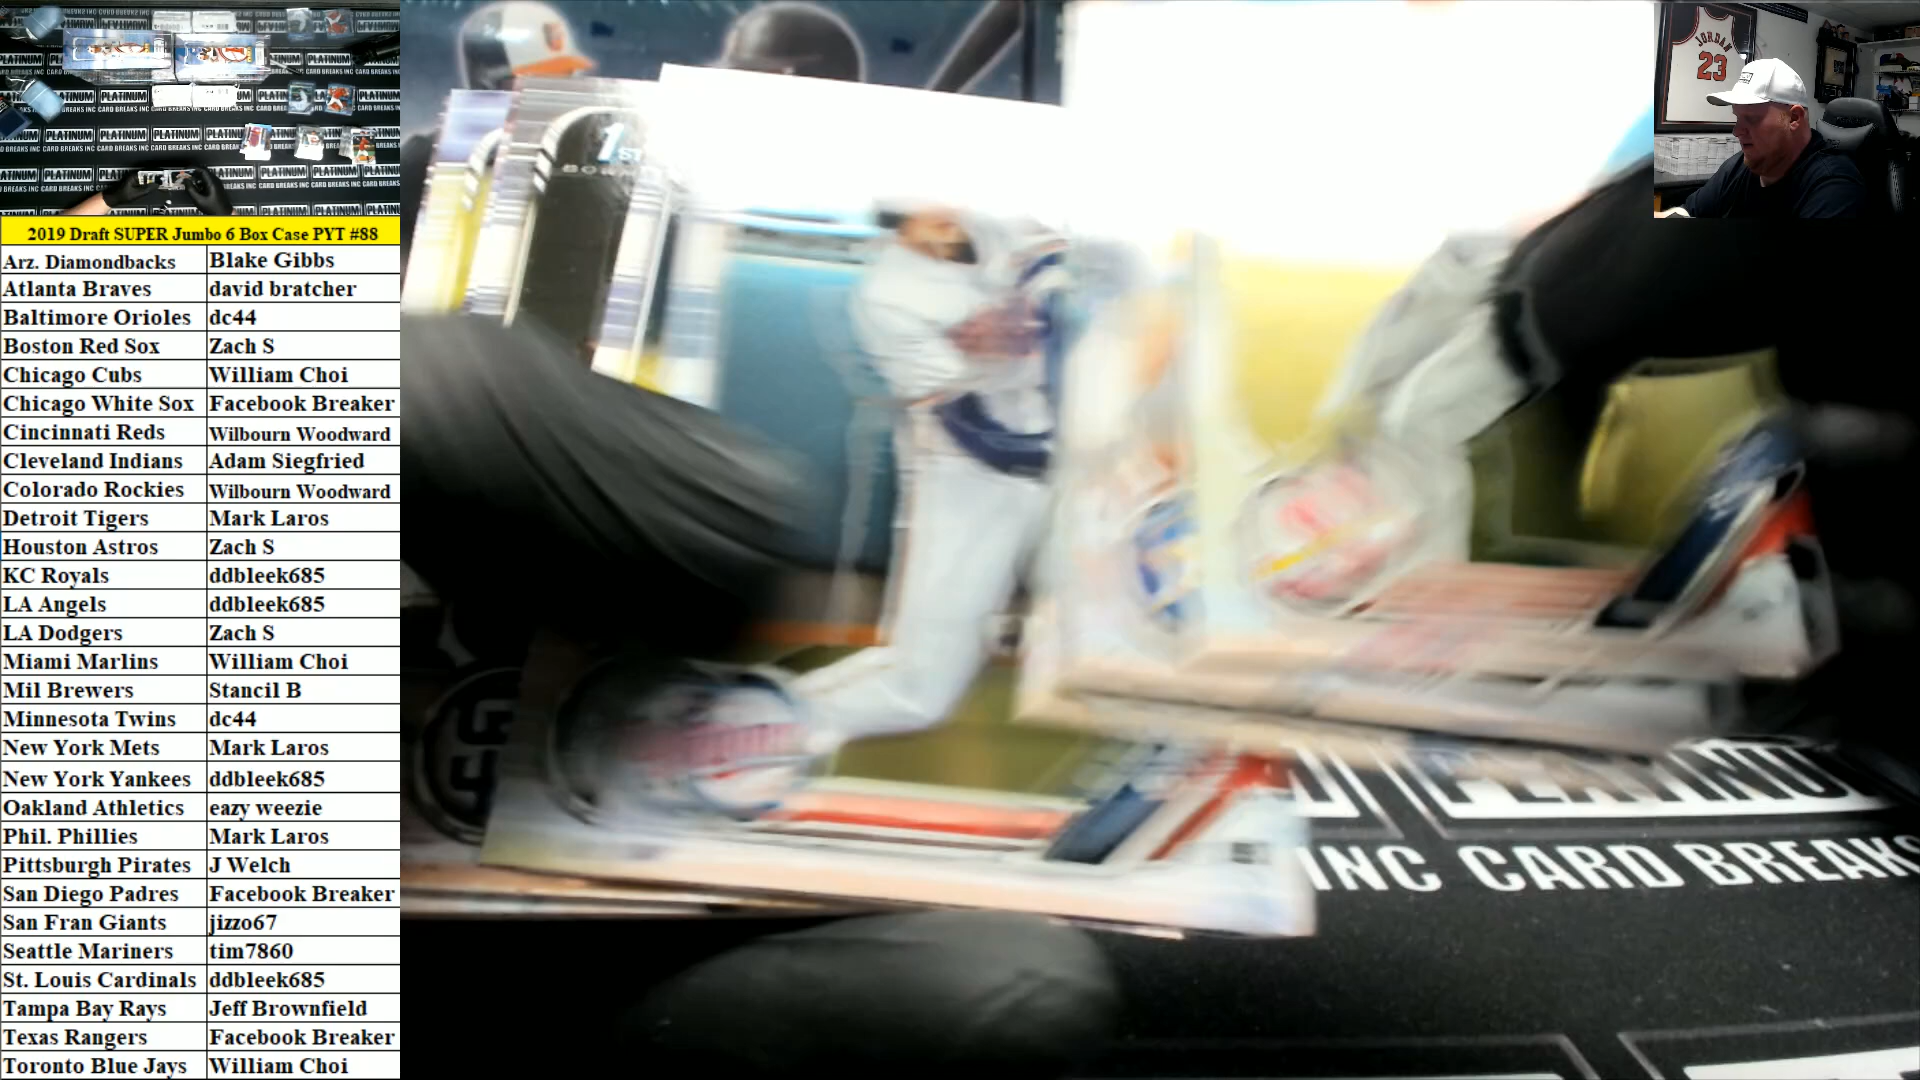 2019 Draft SUPER Jumbo 6 Box Case PYT #88
Arz. Diamondbacks Blake Gibbs
Atlanta Braves david bratcher
Baltimore Orioles dc44
Boston Red Sox Zach S
Chicago Cubs William Choi
Chicago White Sox Facebook Breaker
Cincinnati Reds Wilbourn Woodward
Cleveland Indians Adam Siegfried
Colorado Rockies Wilbourn Woodward
Detroit Tigers Mark Laros
Houston Astros Zach S
KC Royals ddbleek685
LA Angels ddbleek685
LA Dodgers Zach S
Miami Marlins William Choi
Mil Brewers Stancil B
Minnesota Twins dc44
New York Mets Mark Laros
New York Yankees ddbleek685
Oakland Athletics eazy weezie
Phil. Phillies Mark Laros
Pittsburgh Pirates J Welch
San Diego Padres Facebook Breaker
San Fran Giants jizzo67
Seattle Mariners tim7860
St. Louis Cardinals ddbleek685
Tampa Bay Rays Jeff Brownfield
Texas Rangers Facebook Breaker
Toronto Blue Jays William Choi
1ST
INC CARD BREAKS
JORDAN
23
PLATINUM PLATINUM PLATINUM
CARD BREAKS INC